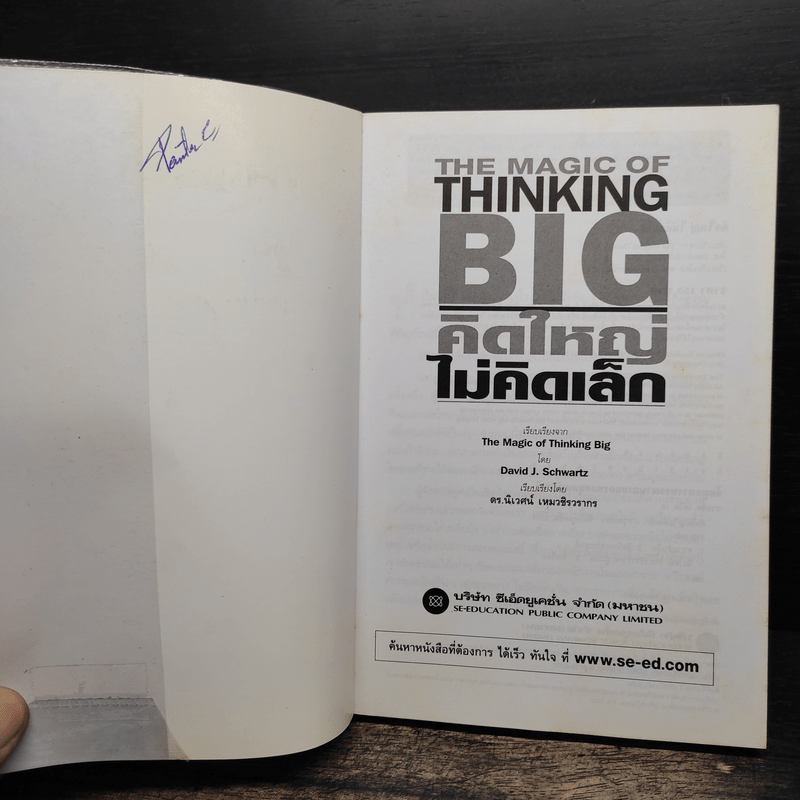 THE MAGIC OF
THINKING
BIG
คิดใหญ่
ไม่คิดเล็ก
เรียบเรียงจาก
The Magic of Thinking Big
โดย
David J. Schwartz
เรียบเรียงโดย
ดร.นิเวศน์ เหมวชิรวรากร
บริษัท ซีเอ็ดยูเคชั่น จำกัด (มหาชน)
SE-EDUCATION PUBLIC COMPANY LIMITED
ค้นหาหนังสือที่ต้องการ ได้เร็ว ทันใจ ที่ www.se-ed.com